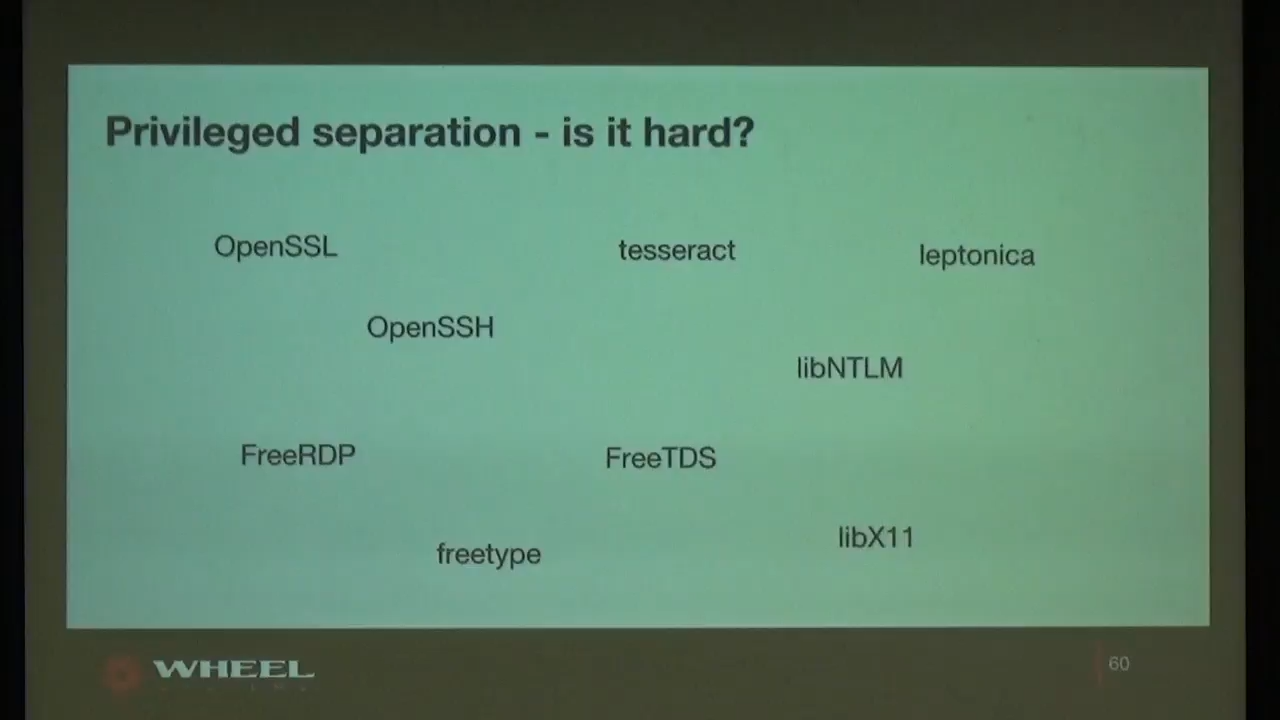 Privileged separation - is it hard?
OpenSSL
tesseract
leptonica
OpenSSH
libNTLM
FreeRDP
FreeTDS
freetype
libX11
WHEEL
60